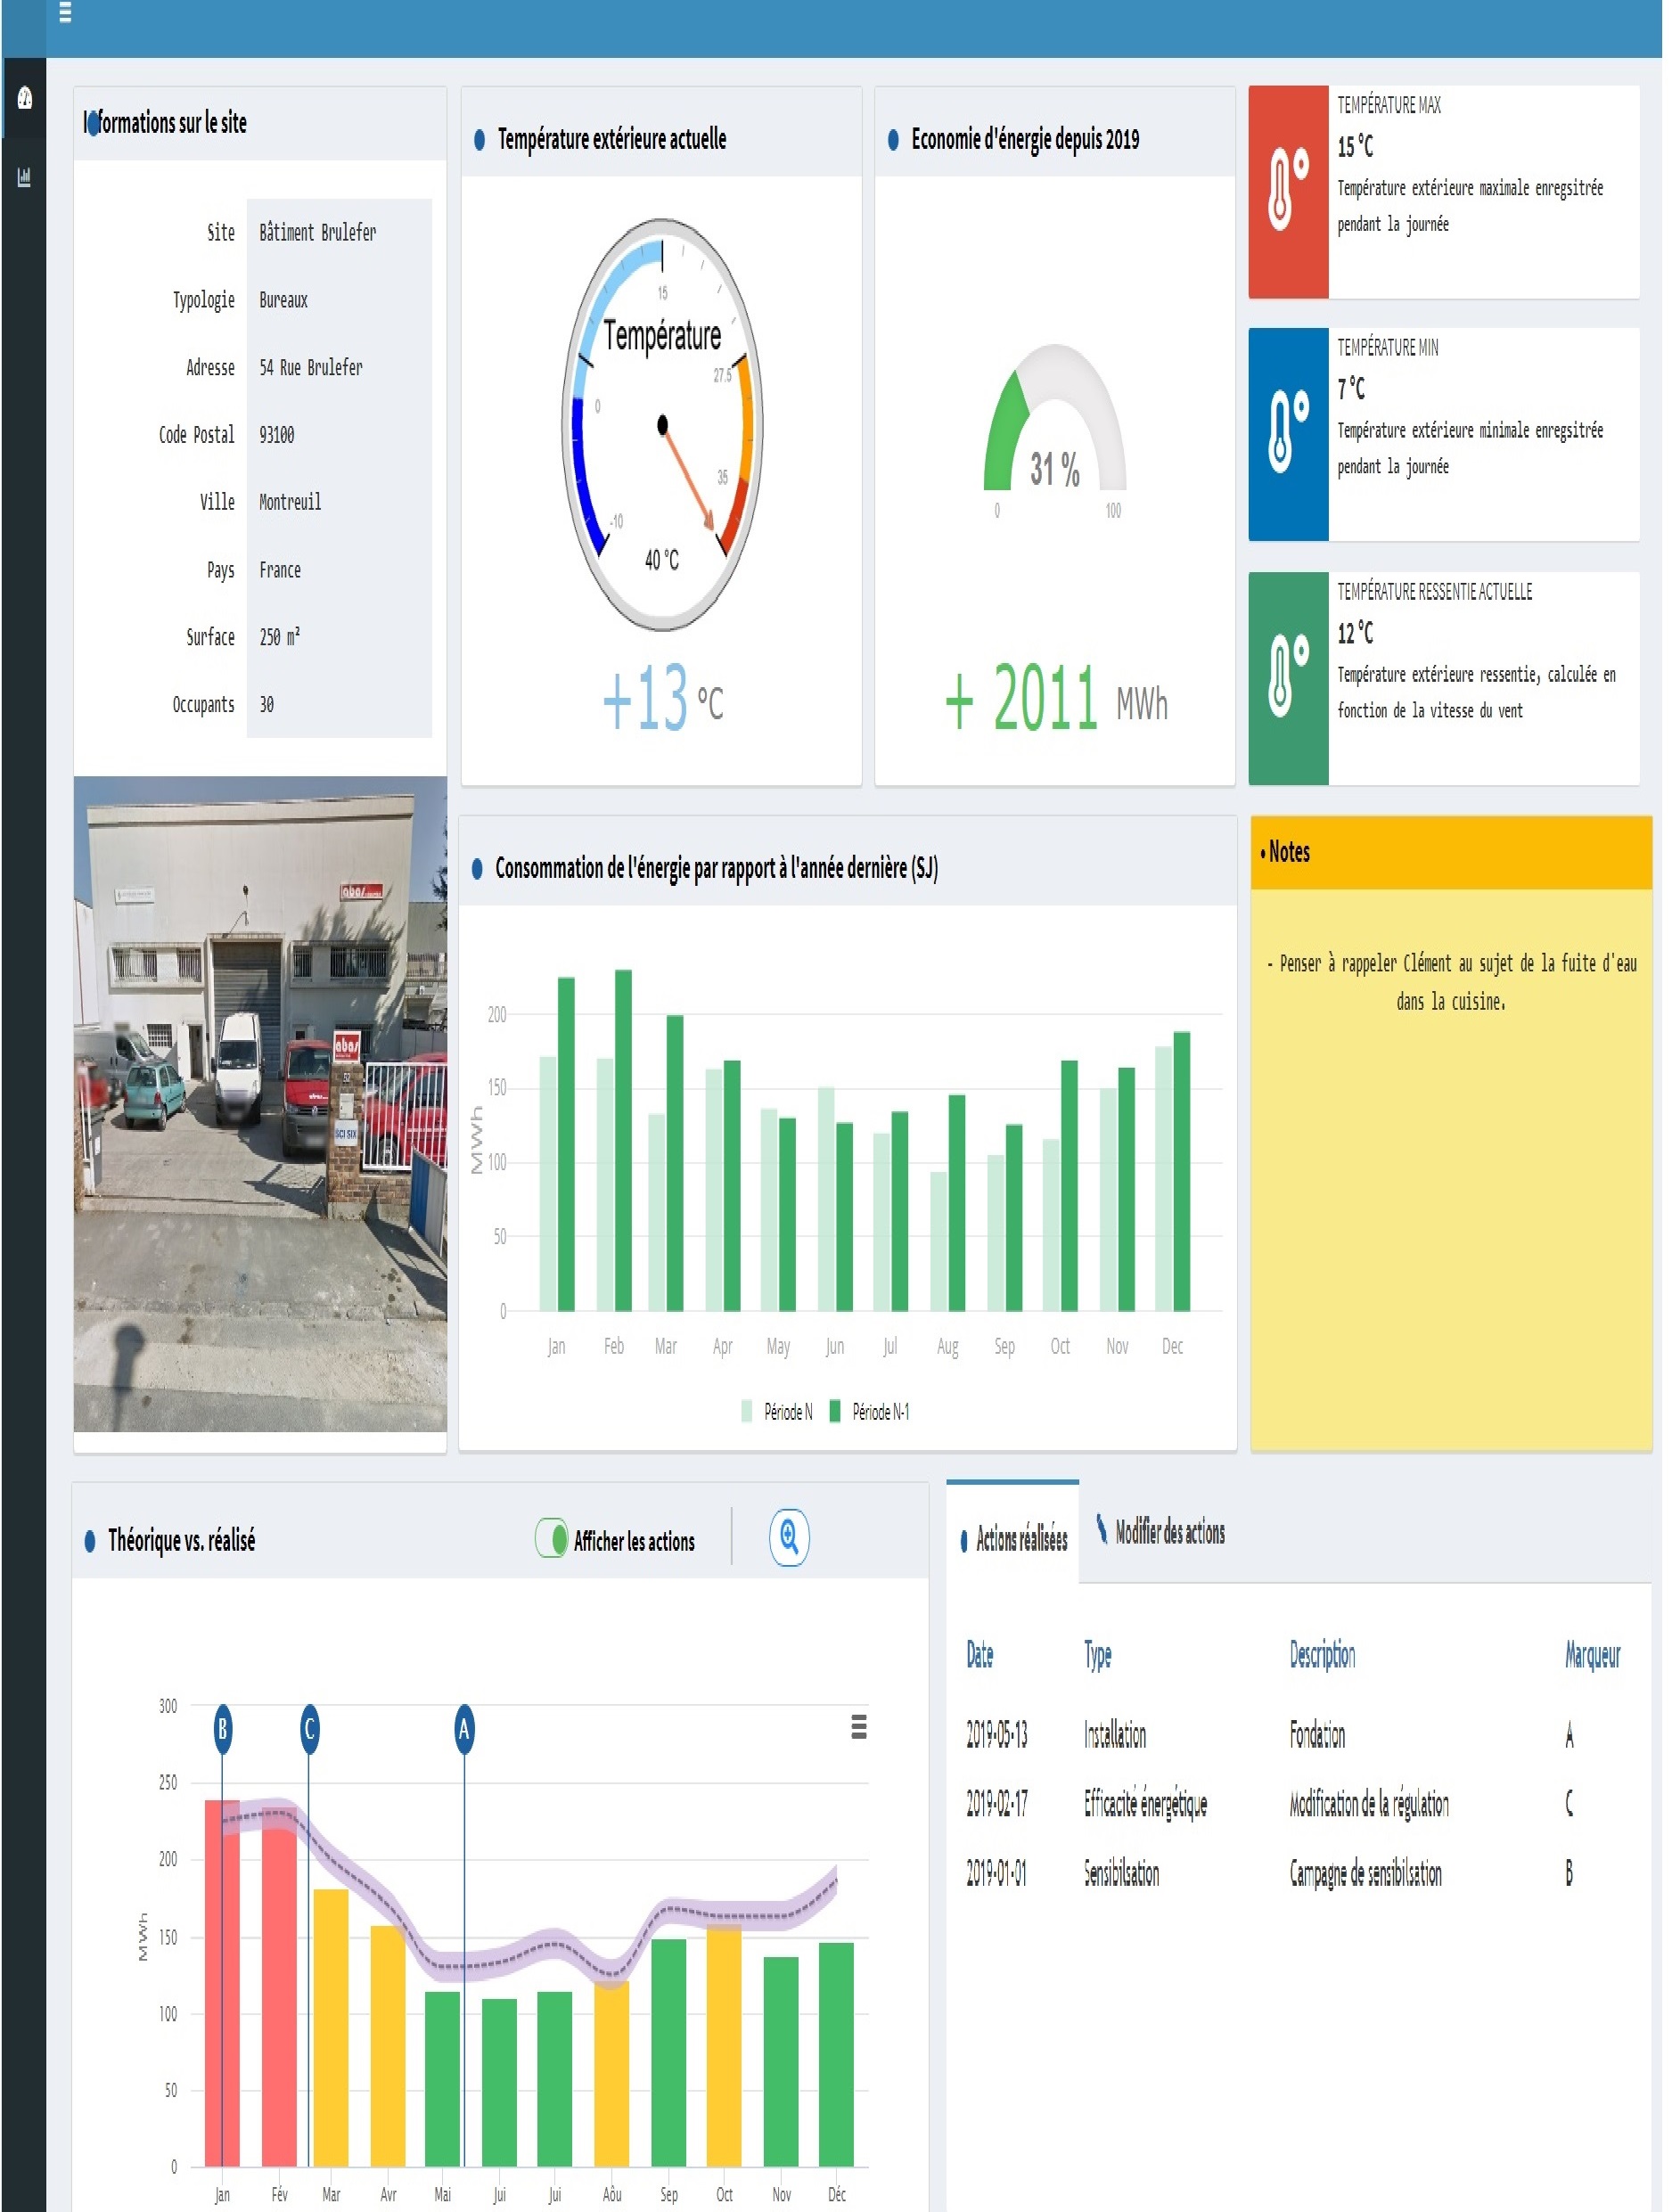 Informations sur le site
Site Bâtiment Brulefer
Typologie Bureaux
Adresse 54 Rue Brulefer
Code Postal 93100
Ville Montreuil
Pays France
Surface 250 m²
Occupants 30
abas
abas
SCI SIX
Température extérieure actuelle
15
Température
27.5
0
35
-10
40
40 °C
+13 °C
Economie d'énergie depuis 2019
31 %
0 100
+ 2011 MWh
TEMPÉRATURE MAX
15 °C
Température extérieure maximale enregsitrée
pendant la journée
TEMPÉRATURE MIN
7 °C
Température extérieure minimale enregsitrée
pendant la journée
TEMPÉRATURE RESSENTIE ACTUELLE
12 °C
Température extérieure ressentie, calculée en
fonction de la vitesse du vent
Consommation de l'énergie par rapport à l'année dernière (SJ)
200
150
100
50
0
MWh
Jan Feb Mar Apr May Jun Jul Aug Sep Oct Nov Dec
Période N Période N-1
• Notes
- Penser à rappeler Clément au sujet de la fuite d'eau
dans la cuisine.
Théorique vs. réalisé Afficher les actions
300
250
200
150
100
50
0
MWh
B C A
Jan Fév Mar Avr Mai Jui Jui Aôu Sep Oct Nov Déc
Actions réalisées Modifier des actions
Date Type Description Marqueur
2019-05-13 Installation Fondation A
2019-02-17 Efficacité énergétique Modification de la régulation C
2019-01-01 Sensibilsation Campagne de sensibilsation B